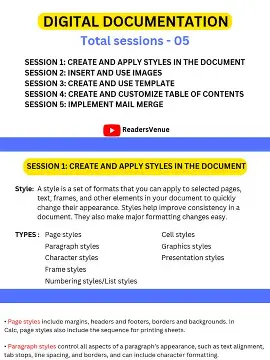 DIGITAL DOCUMENTATION
Total sessions - 05
SESSION 1: CREATE AND APPLY STYLES IN THE DOCUMENT
SESSION 2: INSERT AND USE IMAGES
SESSION 3: CREATE AND USE TEMPLATE
SESSION 4: CREATE AND CUSTOMIZE TABLE OF CONTENTS
SESSION 5: IMPLEMENT MAIL MERGE
ReadersVenue
SESSION 1: CREATE AND APPLY STYLES IN THE DOCUMENT
Style: A style is a set of formats that you can apply to selected pages,
text, frames, and other elements in your document to quickly
change their appearance. Styles help improve consistency in a
document. They also make major formatting changes easy.
TYPES : Page styles Cell styles
Paragraph styles Graphics styles
Character styles Presentation styles
Frame styles
Numbering styles/List styles
• Page styles include margins, headers and footers, borders and backgrounds. In
Calc, page styles also include the sequence for printing sheets.
• Paragraph styles control all aspects of a paragraph's appearance, such as text alignment,
tab stops, line spacing, and borders, and can include character formatting.